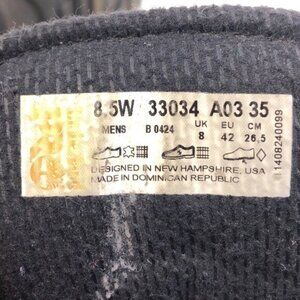 8.5W 33034 A03 35
MENS B 0424 UK EU CM
8 42 26.5
DESIGNED IN NEW HAMPSHIRE, USA
MADE IN DOMINICAN REPUBLIC
1408240099